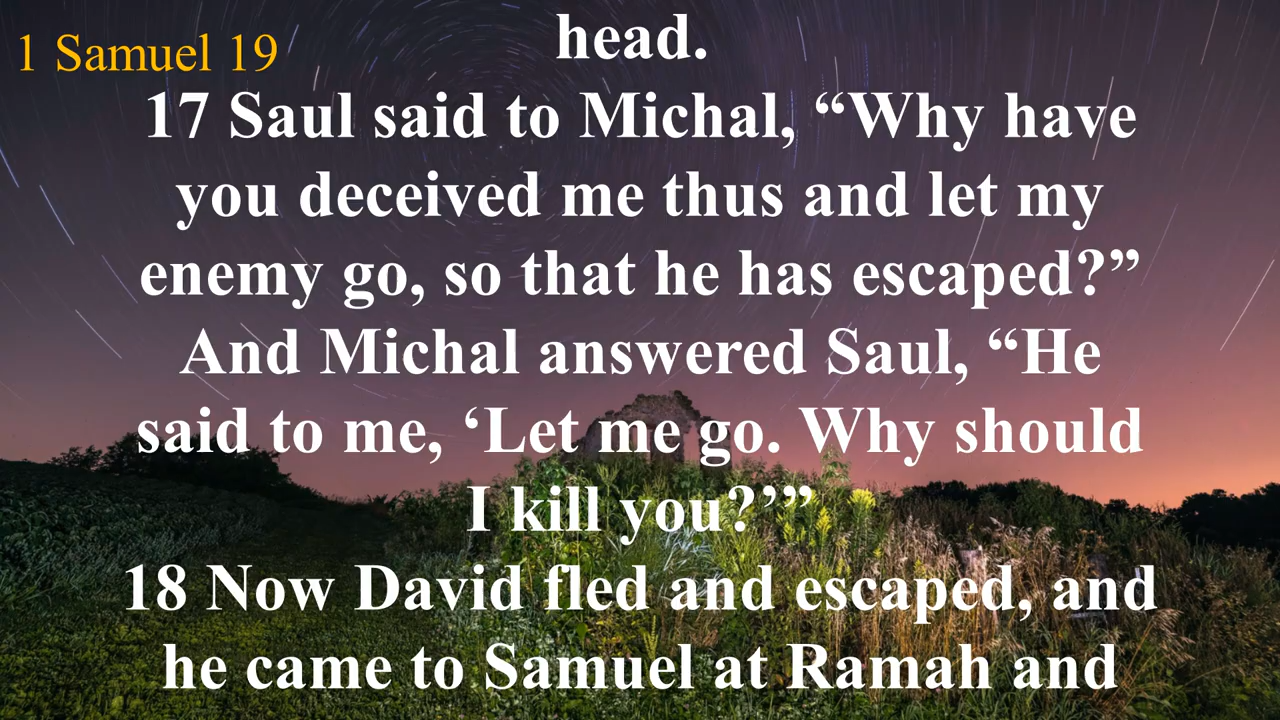 1 Samuel 19
head.
17 Saul said to Michal, “Why have
you deceived me thus and let my
enemy go, so that he has escaped?”
And Michal answered Saul, “He
said to me, ‘Let me go. Why should
I kill you?’”
18 Now David fled and escaped, and
he came to Samuel at Ramah and